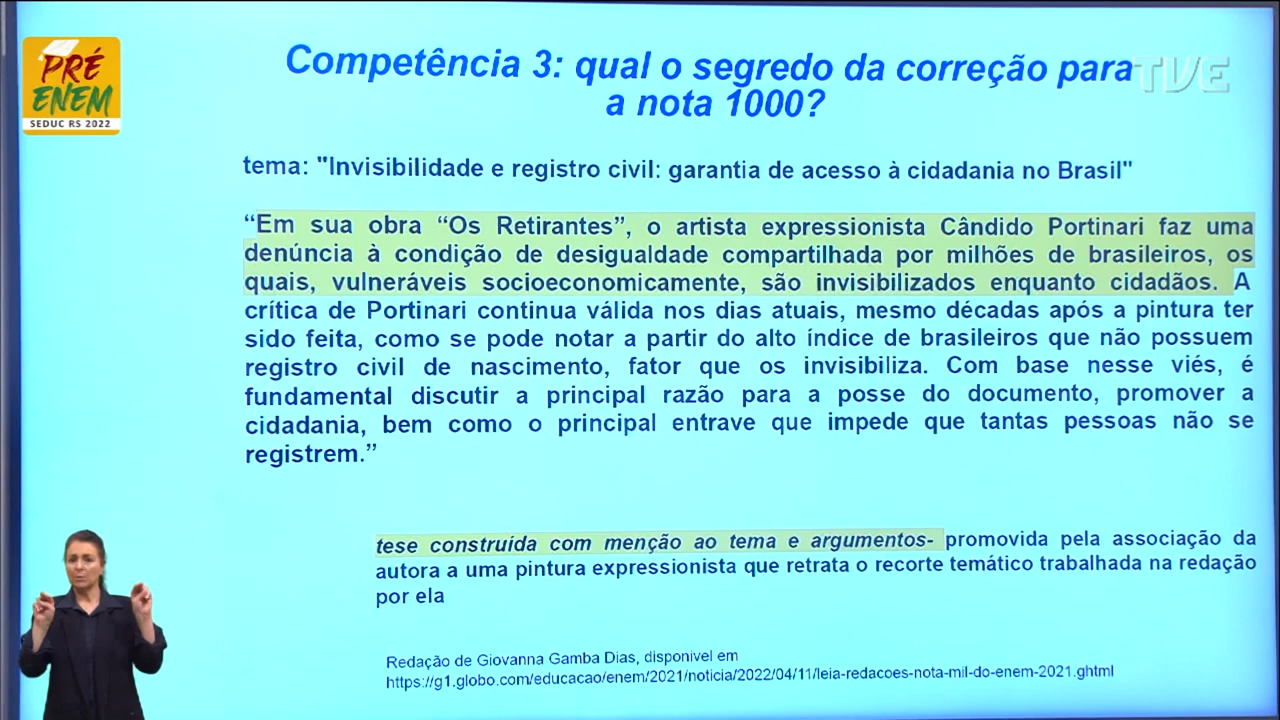 PRÉ
ENEM
SEDUC RS 2022
Competência 3: qual o segredo da correção para
a nota 1000?
TVE
tema: "Invisibilidade e registro civil: garantia de acesso à cidadania no Brasil"
“Em sua obra “Os Retirantes”, o artista expressionista Cândido Portinari faz uma
denúncia à condição de desigualdade compartilhada por milhões de brasileiros, os
quais, vulneráveis socioeconomicamente, são invisibilizados enquanto cidadãos. A
crítica de Portinari continua válida nos dias atuais, mesmo décadas após a pintura ter
sido feita, como se pode notar a partir do alto índice de brasileiros que não possuem
registro civil de nascimento, fator que os invisibiliza. Com base nesse viés, é
fundamental discutir a principal razão para a posse do documento, promover a
cidadania, bem como o principal entrave que impede que tantas pessoas não se
registrem.”
tese construída com menção ao tema e argumentos- promovida pela associação da
autora a uma pintura expressionista que retrata o recorte temático trabalhada na redação
por ela
Redação de Giovanna Gamba Dias, disponivel em
https://g1.globo.com/educacao/enem/2021/noticia/2022/04/11/leia-redacoes-nota-mil-do-enem-2021.ghtml